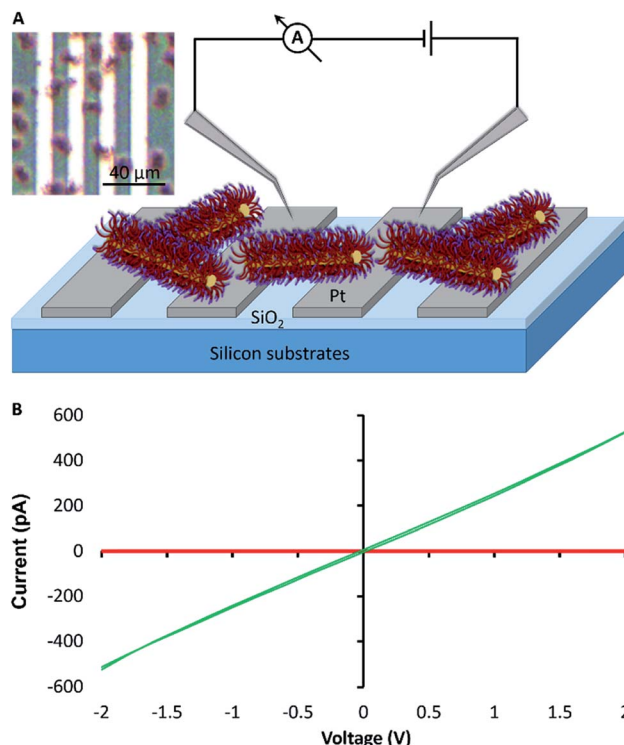 A
A
40 μm
Pt
SiO2
Silicon substrates
B
600
400
200
0
-200
-400
-600
Current (pA)
-2 -1.5 -1 -0.5 0 0.5 1 1.5 2
Voltage (V)